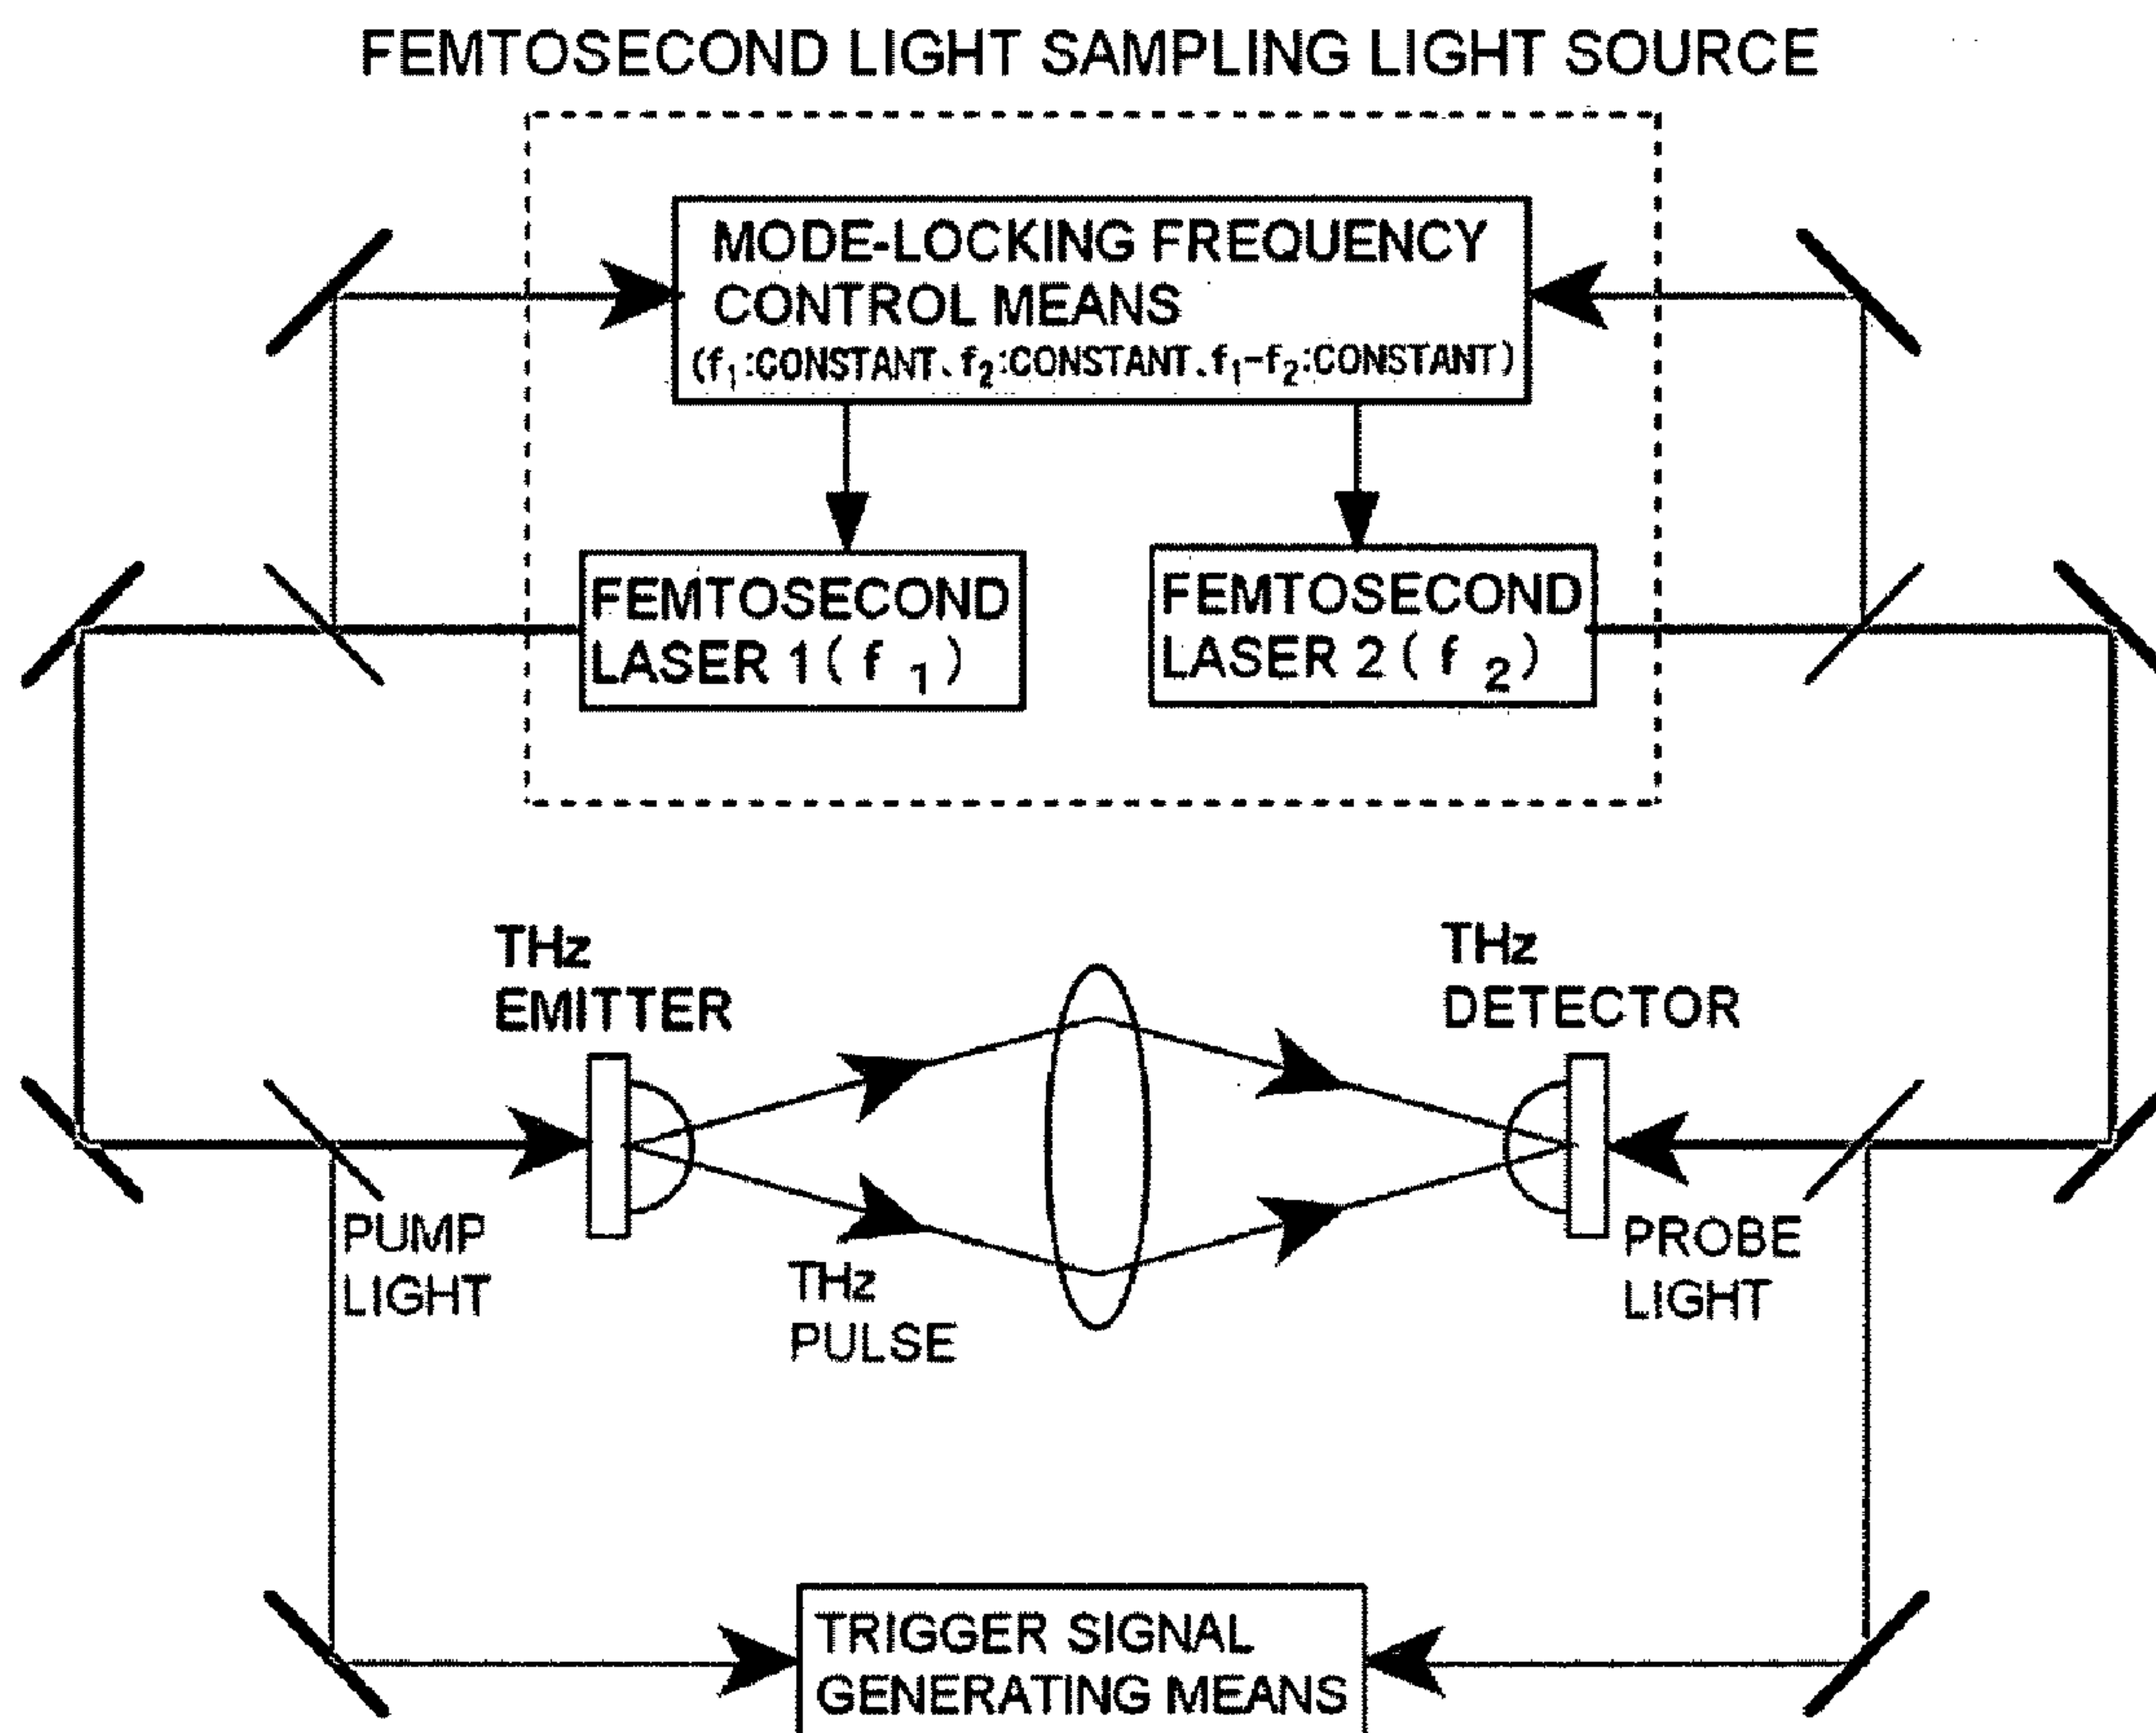 FEMTOSECOND LIGHT SAMPLING LIGHT SOURCE
MODE-LOCKING FREQUENCY
CONTROL MEANS
(f₁:CONSTANT、f₂:CONSTANT、f₁-f₂:CONSTANT)
FEMTOSECOND
LASER 1(f ₁)
FEMTOSECOND
LASER 2(f ₂)
THz
EMITTER
THz
DETECTOR
PUMP
LIGHT
THz
PULSE
PROBE
LIGHT
TRIGGER SIGNAL
GENERATING MEANS